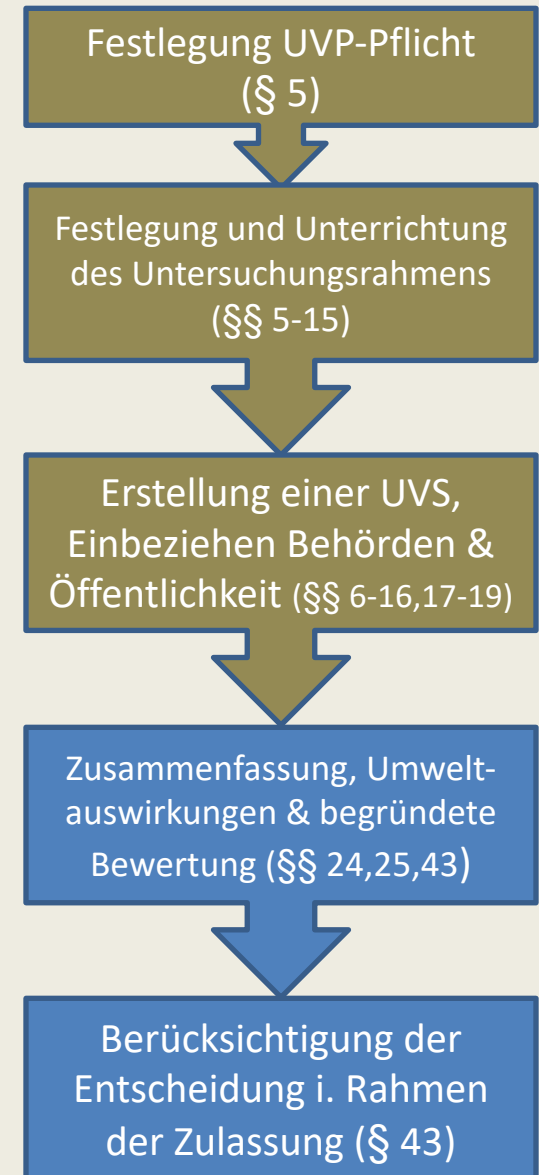 Festlegung UVP-Pflicht
(§ 5)
Festlegung und Unterrichtung
des Untersuchungsrahmens
(§§ 5-15)
Erstellung einer UVS,
Einbeziehen Behörden &
Öffentlichkeit (§§ 6-16,17-19)
Zusammenfassung, Umwelt-
auswirkungen & begründete
Bewertung (§§ 24,25,43)
Berücksichtigung der
Entscheidung i. Rahmen
der Zulassung (§ 43)